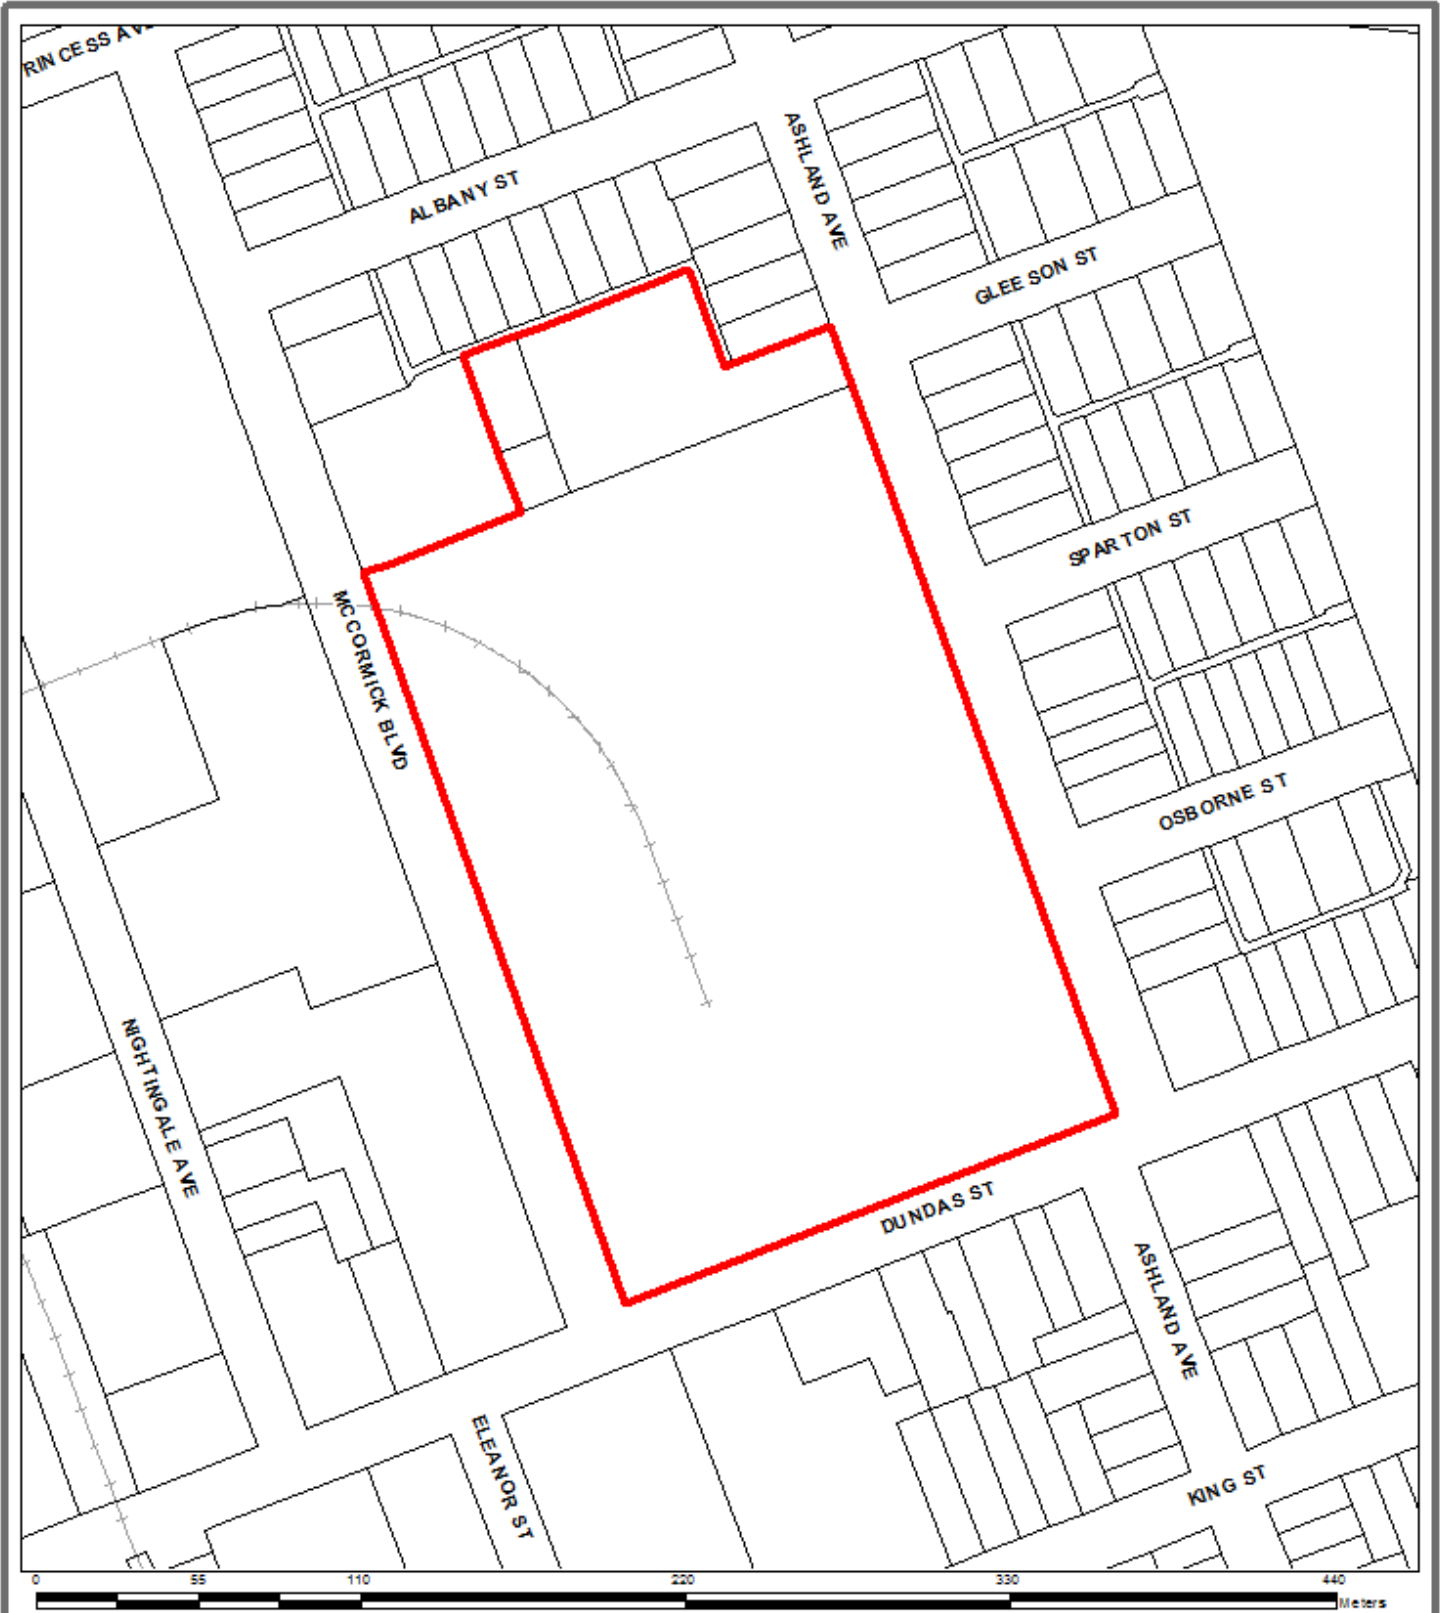 RINCESS AV
ALBANY ST
ASHLAND AVE
GLEESON ST
SPARTON ST
MCCORMICK BLVD
OSBORNE ST
NIGHTINGALE AVE
DUNDAS ST
ASHLAND AVE
ELEANOR ST
KING ST
0 55 110 220 330 440
Meters